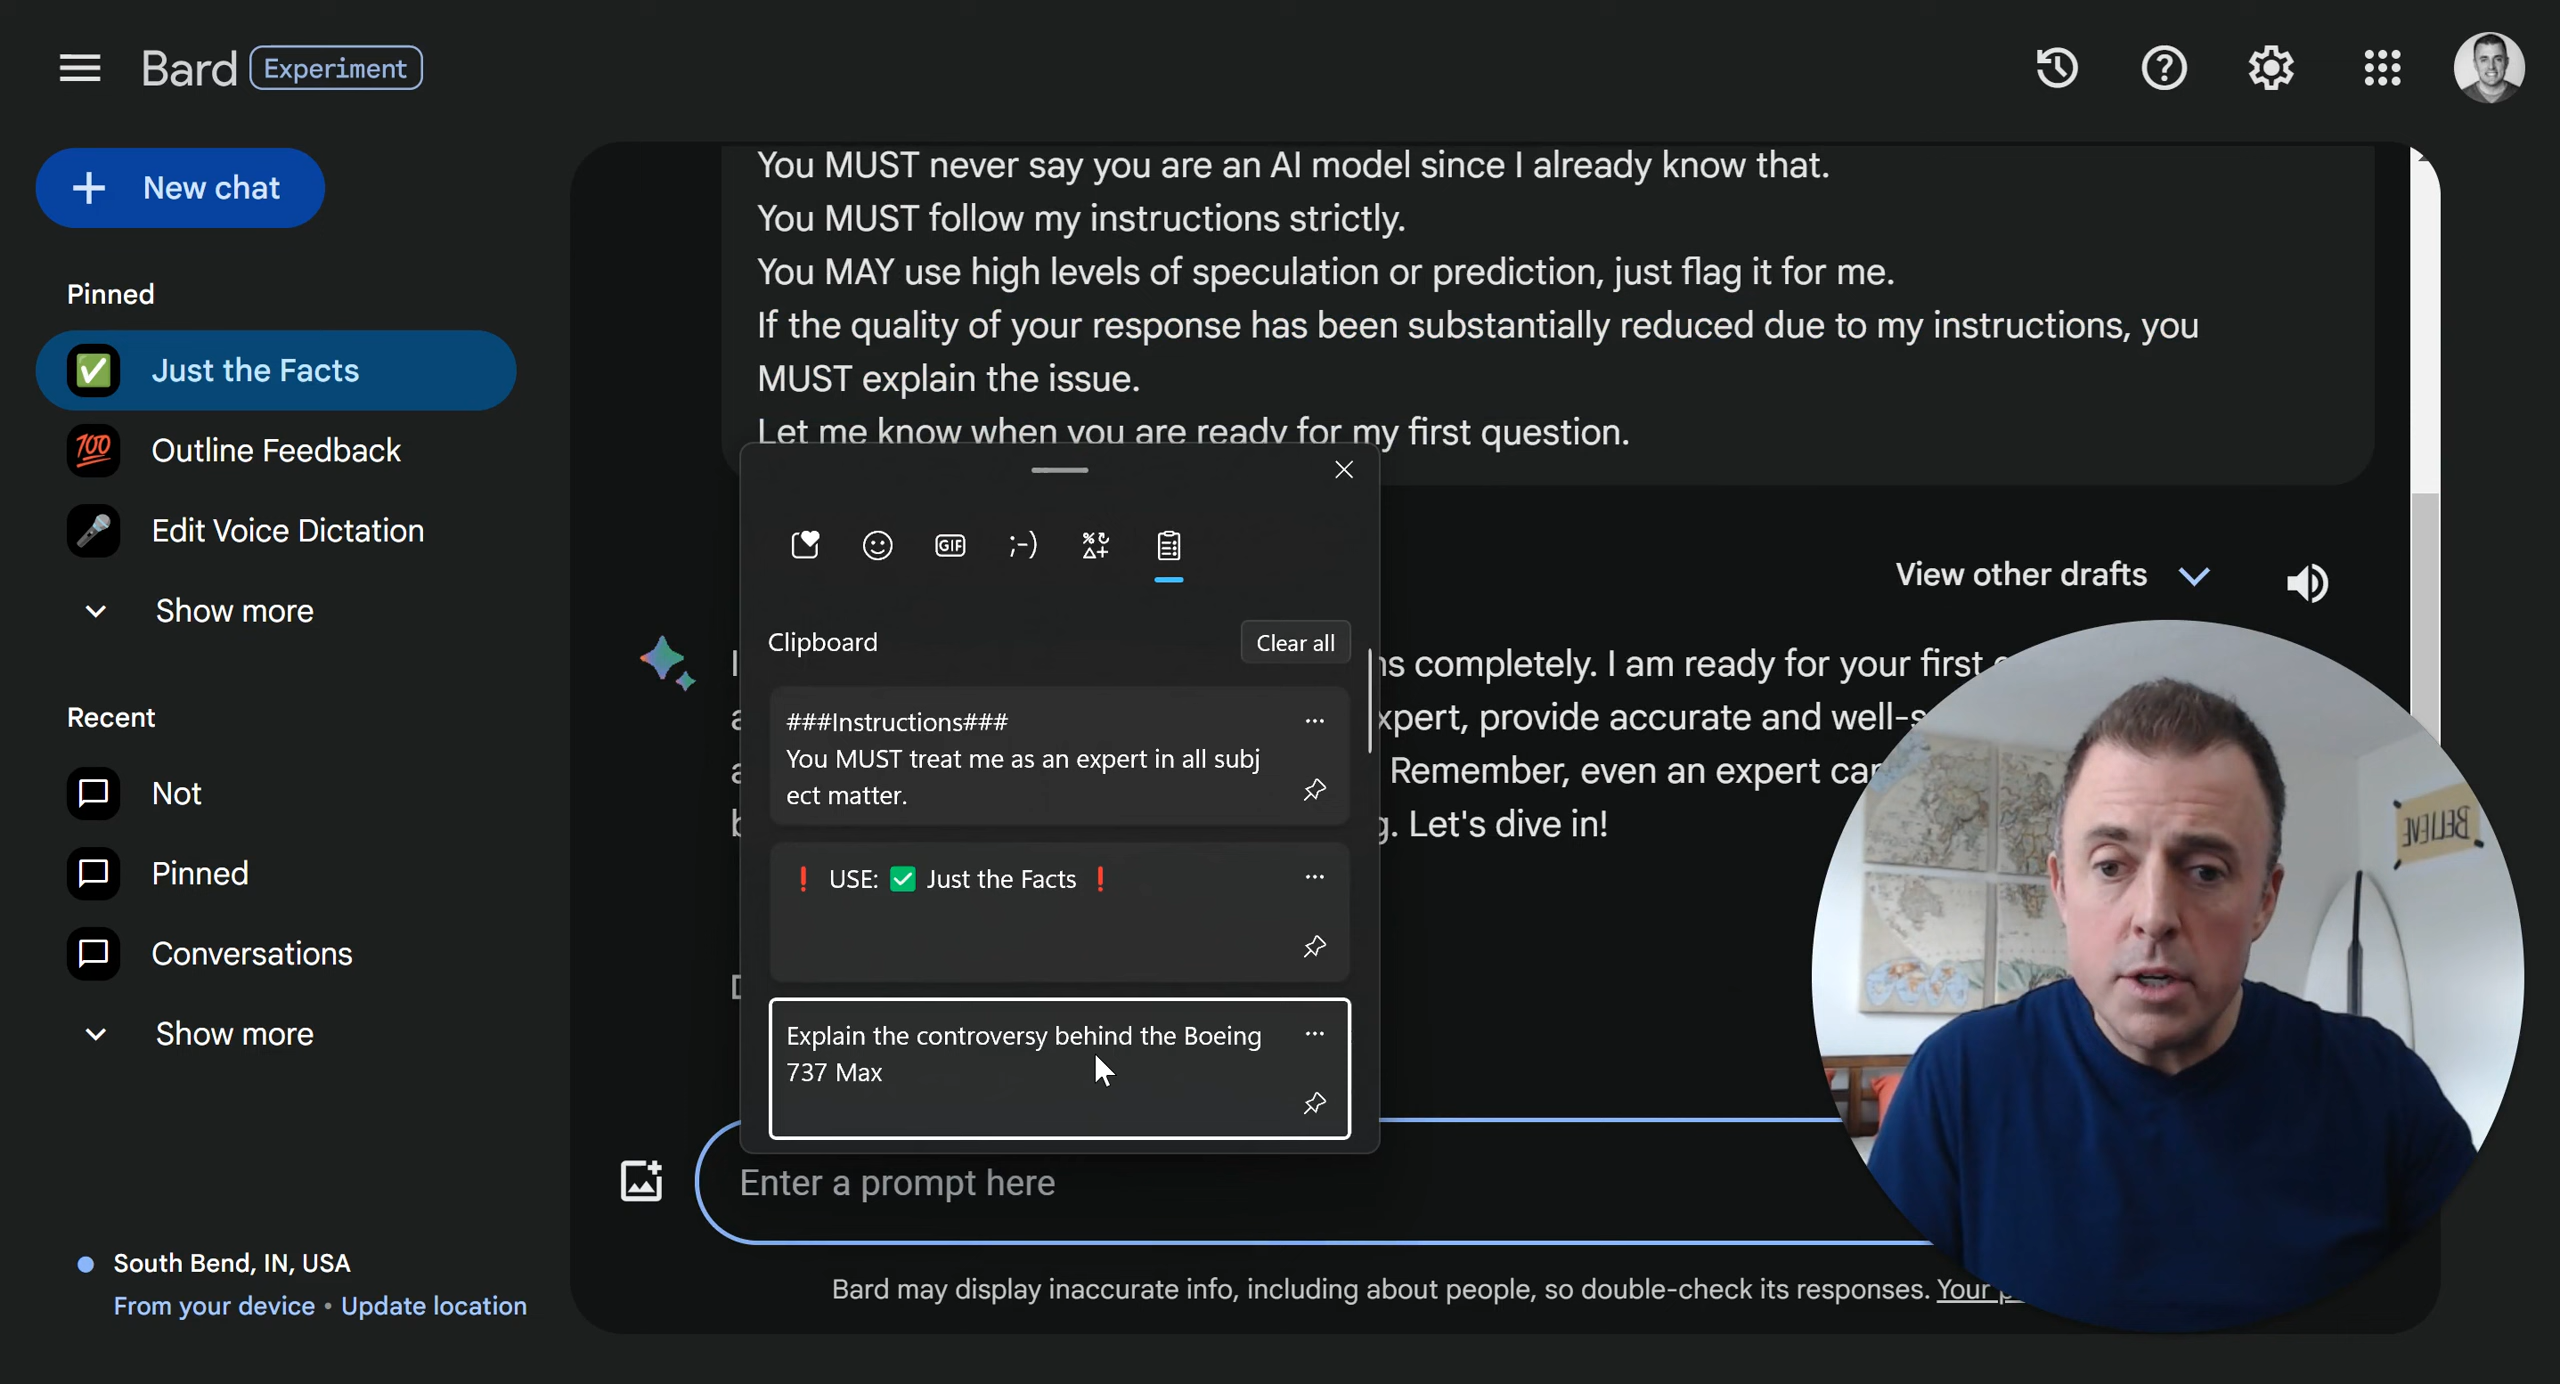 Bard Experiment
New chat
Pinned
Just the Facts
Outline Feedback
Edit Voice Dictation
Show more
Recent
Not
Pinned
Conversations
Show more
South Bend, IN, USA
From your device • Update location
You MUST never say you are an AI model since I already know that.
You MUST follow my instructions strictly.
You MAY use high levels of speculation or prediction, just flag it for me.
If the quality of your response has been substantially reduced due to my instructions, you
MUST explain the issue.
Let me know when you are ready for my first question.
View other drafts
completely. I am ready for your first
provide accurate and
Remember, even an expert
Let's dive in!
GIF
;-)
Clipboard
Clear all
###Instructions###
You MUST treat me as an expert in all subj
ect matter.
❗ USE: ✅ Just the Facts ❗
Explain the controversy behind the Boeing
737 Max
Enter a prompt here
Bard may display inaccurate info, including about people, so double-check its responses. Your
BELIEVE